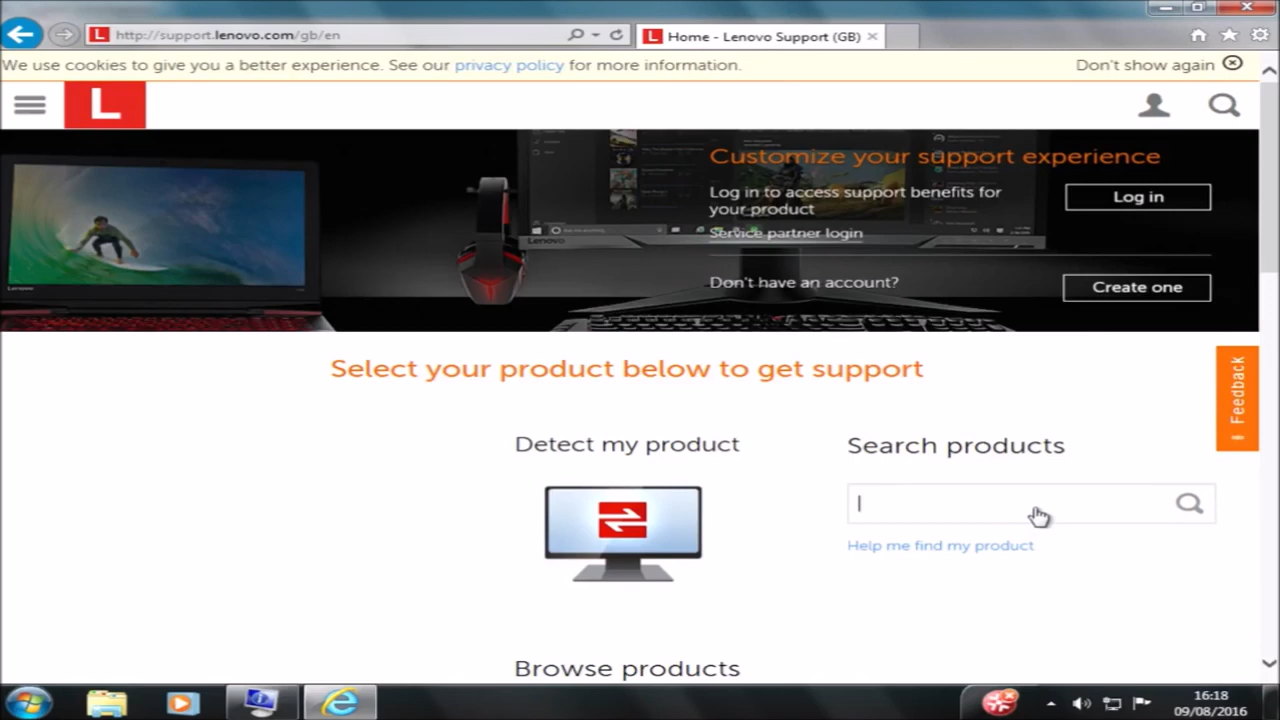 http://support.lenovo.com/gb/en
Home - Lenovo Support (GB)
We use cookies to give you a better experience. See our privacy policy for more information.
Don't show again
L
Customize your support experience
Log in to access support benefits for
your product
Log in
Service partner login
Don't have an account?
Create one
Lenovo
Select your product below to get support
Feedback
Detect my product
Search products
Help me find my product
Browse products
16:18
09/08/2016